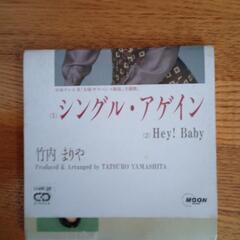 (1) シングル・アゲイン
(2) Hey! Baby
竹内 まりや
Produced & Arranged by TATSURO YAMASHITA
CD
MOON